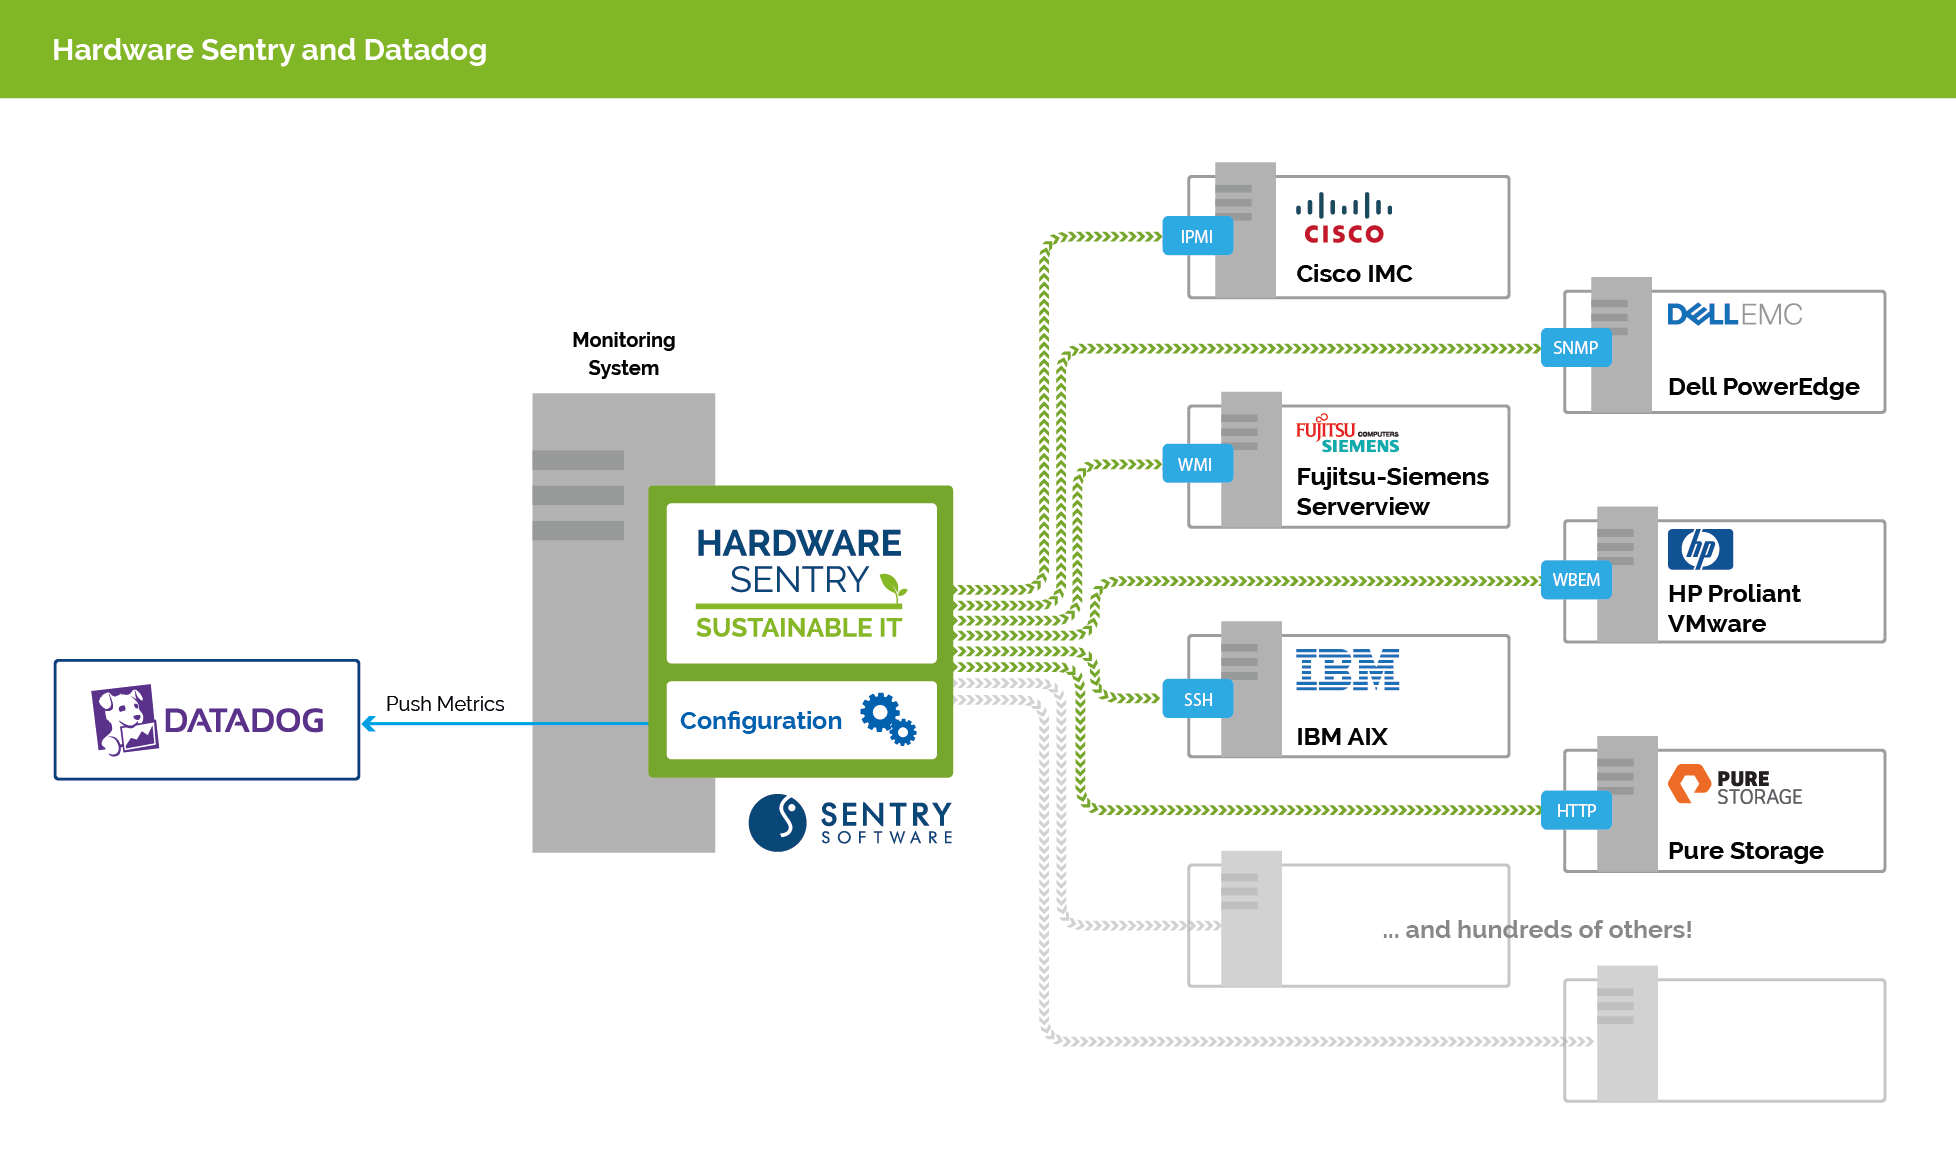 Hardware Sentry and Datadog
Monitoring
System
HARDWARE
SENTRY
SUSTAINABLE IT
Configuration
SENTRY
SOFTWARE
DATADOG
Push Metrics
IPMI
CISCO
Cisco IMC
SNMP
DELL EMC
Dell PowerEdge
WMI
FUJITSU COMPUTERS
SIEMENS
Fujitsu-Siemens
Serverview
WBEM
hp
HP Proliant
VMware
SSH
IBM
IBM AIX
HTTP
PURE
STORAGE
Pure Storage
... and hundreds of others!